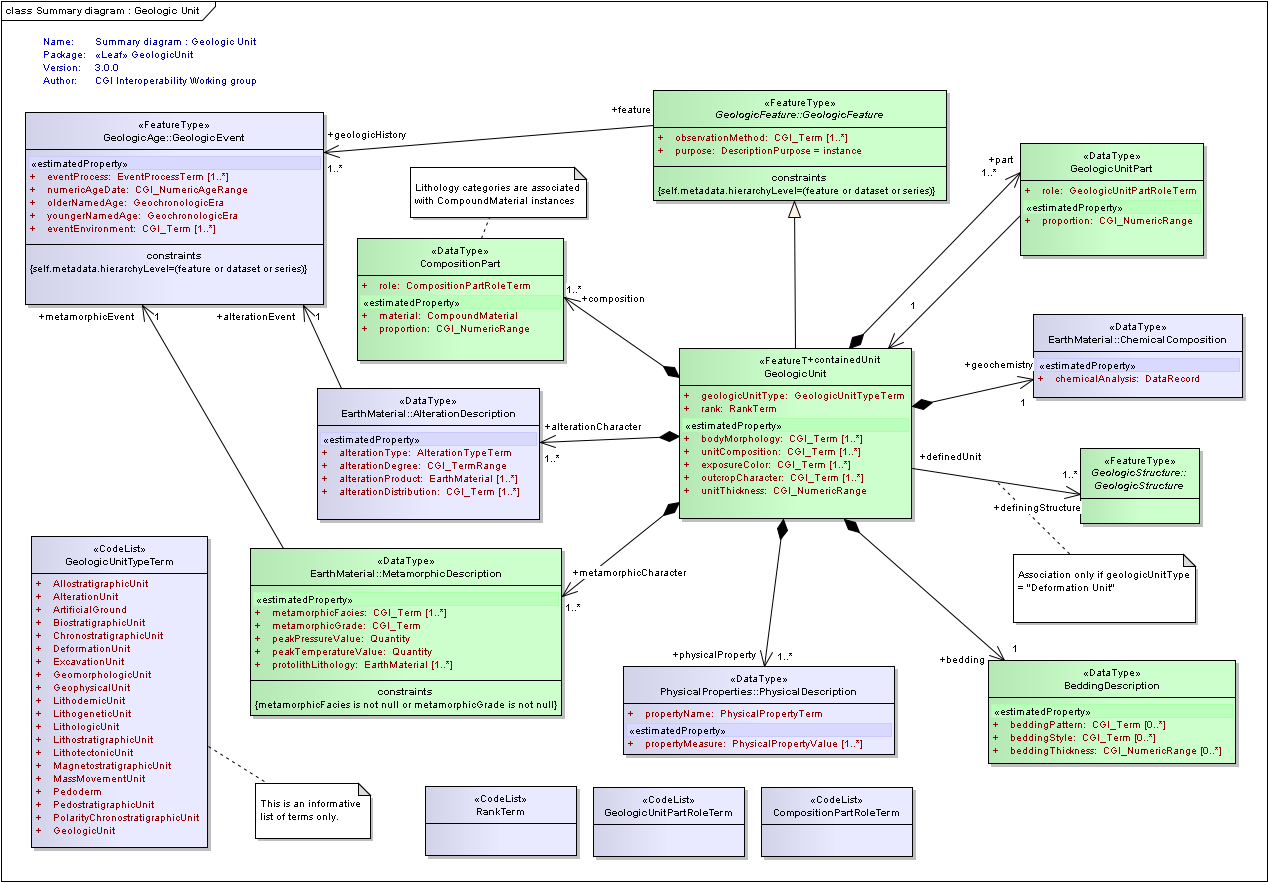 class Summary diagram : Geologic Unit
Name: Summary diagram : Geologic Unit
Package: «Leaf» GeologicUnit
Version: 3.0.0
Author: CGI Interoperability Working group
«FeatureType»
GeologicAge::GeologicEvent
«estimatedProperty»
+ eventProcess: EventProcessTerm [1..*]
+ numericAgeDate: CGI_NumericAgeRange
+ olderNamedAge: GeochronologicEra
+ youngerNamedAge: GeochronologicEra
+ eventEnvironment: CGI_Term [1..*]
constraints
{self.metadata.hierarchyLevel=(feature or dataset or series)}
+geologicHistory
1..*
+feature
«FeatureType»
GeologicFeature::GeologicFeature
+ observationMethod: CGI_Term [1..*]
+ purpose: DescriptionPurpose = instance
constraints
{self.metadata.hierarchyLevel=(feature or dataset or series)}
+part
1..*
«DataType»
GeologicUnitPart
+ role: GeologicUnitPartRoleTerm
«estimatedProperty»
+ proportion: CGI_NumericRange
1
Lithology categories are associated
with CompoundMaterial instances
«DataType»
CompositionPart
+ role: CompositionPartRoleTerm
«estimatedProperty»
+ material: CompoundMaterial
+ proportion: CGI_NumericRange
1..*
+composition
+metamorphicEvent
1
+alterationEvent
1
«FeatureT+containedUnit
GeologicUnit
+ geologicUnitType: GeologicUnitTypeTerm
+ rank: RankTerm
«estimatedProperty»
+ bodyMorphology: CGI_Term [1..*]
+ unitComposition: CGI_Term [1..*]
+ exposureColor: CGI_Term [1..*]
+ outcropCharacter: CGI_Term [1..*]
+ unitThickness: CGI_NumericRange
«DataType»
EarthMaterial::ChemicalComposition
«estimatedProperty»
+ chemicalAnalysis: DataRecord
+geochemistry
1
«DataType»
EarthMaterial::AlterationDescription
«estimatedProperty»
+ alterationType: AlterationTypeTerm
+ alterationDegree: CGI_TermRange
+ alterationProduct: EarthMaterial [1..*]
+ alterationDistribution: CGI_Term [1..*]
+alterationCharacter
1..*
+definedUnit
1..*
+definingStructure
«FeatureType»
GeologicStructure::
GeologicStructure
Association only if geologicUnitType
= "Deformation Unit"
«CodeList»
GeologicUnitTypeTerm
+ AllostratigraphicUnit
+ AlterationUnit
+ ArtificialGround
+ BiostratigraphicUnit
+ ChronostratigraphicUnit
+ DeformationUnit
+ ExcavationUnit
+ GeomorphologicUnit
+ GeophysicalUnit
+ LithodemicUnit
+ LithogeneticUnit
+ LithologicUnit
+ LithostratigraphicUnit
+ LithotectonicUnit
+ MagnetostratigraphicUnit
+ MassMovementUnit
+ Pedoderm
+ PedostratigraphicUnit
+ PolarityChronostratigraphicUnit
+ GeologicUnit
«DataType»
EarthMaterial::MetamorphicDescription
«estimatedProperty»
+ metamorphicFacies: CGI_Term [1..*]
+ metamorphicGrade: CGI_Term
+ peakPressureValue: Quantity
+ peakTemperatureValue: Quantity
+ protolithLithology: EarthMaterial [1..*]
constraints
{metamorphicFacies is not null or metamorphicGrade is not null}
+metamorphicCharacter
1..*
+physicalProperty
1..*
«DataType»
PhysicalProperties::PhysicalDescription
+ propertyName: PhysicalPropertyTerm
«estimatedProperty»
+ propertyMeasure: PhysicalPropertyValue [1..*]
1
+bedding
«DataType»
BeddingDescription
«estimatedProperty»
+ beddingPattern: CGI_Term [0..*]
+ beddingStyle: CGI_Term [0..*]
+ beddingThickness: CGI_NumericRange [0..*]
This is an informative
list of terms only.
«CodeList»
RankTerm
«CodeList»
GeologicUnitPartRoleTerm
«CodeList»
CompositionPartRoleTerm